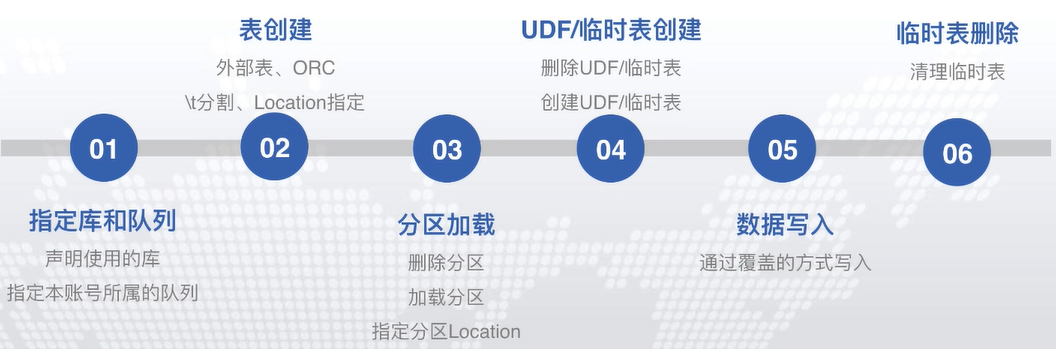 01
指定库和队列
声明使用的库
指定本账号所属的队列
表创建
外部表、ORC
\t分割、Location指定
02
03
分区加载
删除分区
加载分区
指定分区Location
UDF/临时表创建
删除UDF/临时表
创建UDF/临时表
04
05
数据写入
通过覆盖的方式写入
临时表删除
清理临时表
06